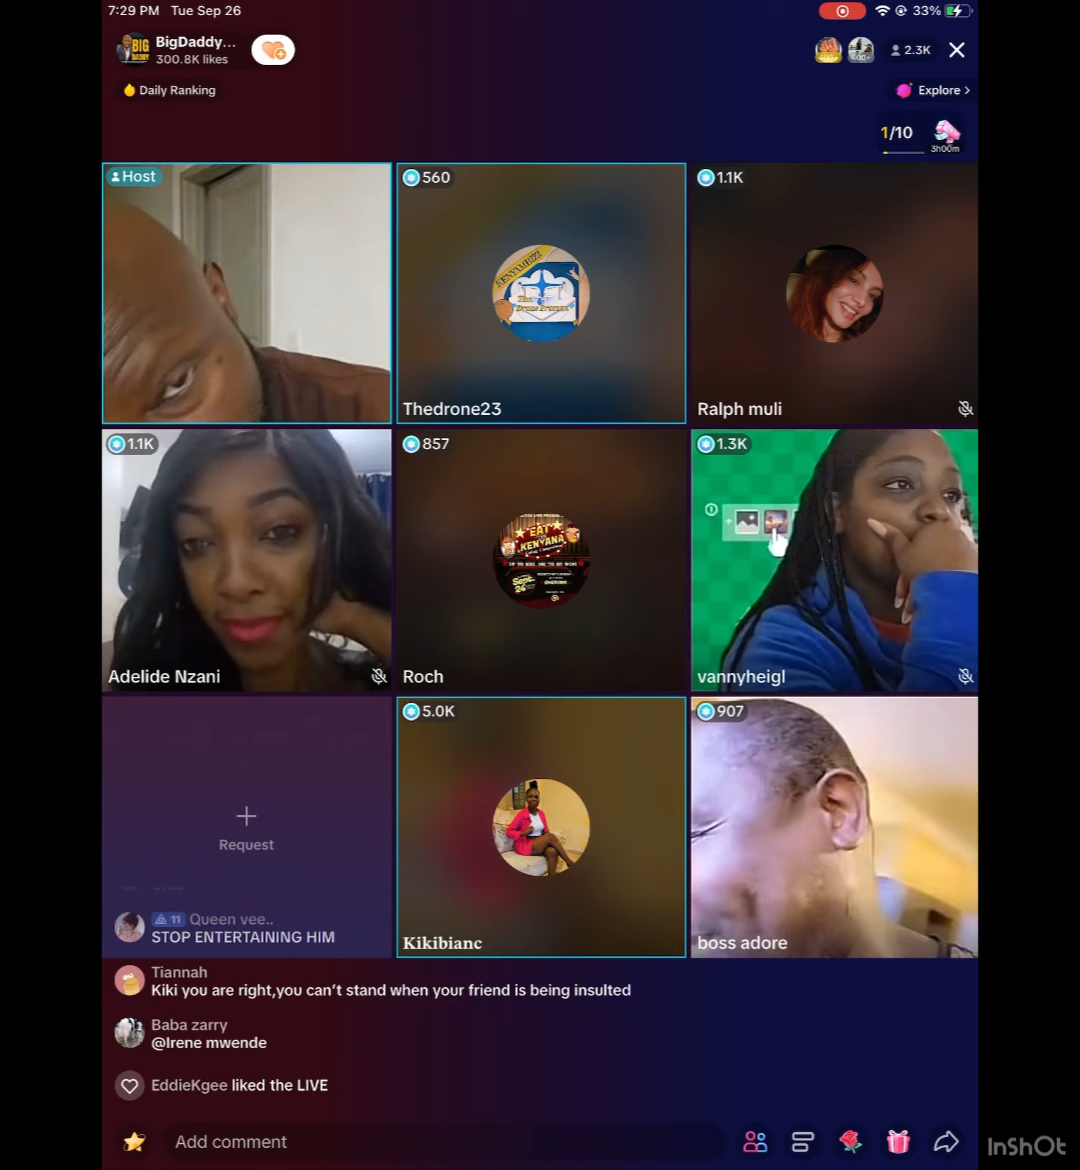 7:29 PM Tue Sep 26
33%
BigDaddy...
300.8K likes
2.3K
Daily Ranking
Explore >
1/10
3h00m
Host
560
1.1K
Thedrone23
Ralph muli
1.1K
857
1.3K
EAT
KENYANA
Adelide Nzani
Roch
vannyheigl
5.0K
907
+
Request
11 Queen vee..
STOP ENTERTAINING HIM
Kikibianc
boss adore
Tiannah
Kiki you are right,you can't stand when your friend is being insulted
Baba zarry
@Irene mwende
EddieKgee liked the LIVE
Add comment
InShOt